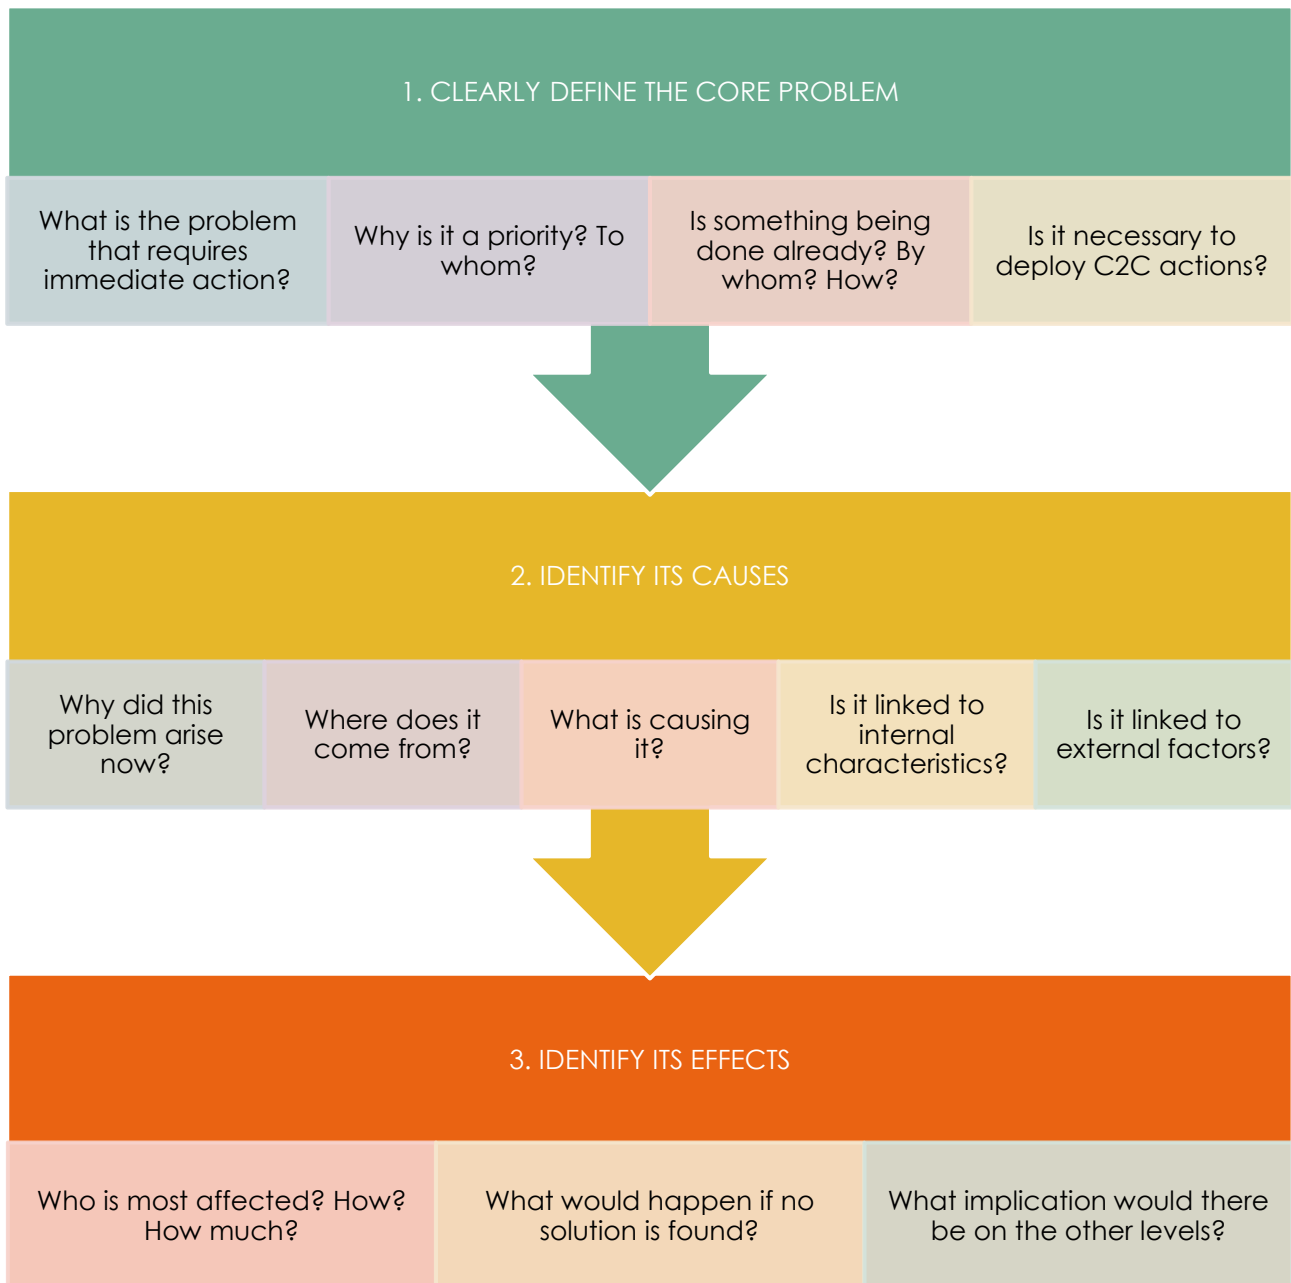 1. CLEARLY DEFINE THE CORE PROBLEM
What is the problem
that requires
immediate action?
Why is it a priority? To
whom?
Is something being
done already? By
whom? How?
Is it necessary to
deploy C2C actions?
2. IDENTIFY ITS CAUSES
Why did this
problem arise
now?
Where does it
come from?
What is causing
it?
Is it linked to
internal
characteristics?
Is it linked to
external factors?
3. IDENTIFY ITS EFFECTS
Who is most affected? How?
How much?
What would happen if no
solution is found?
What implication would there
be on the other levels?